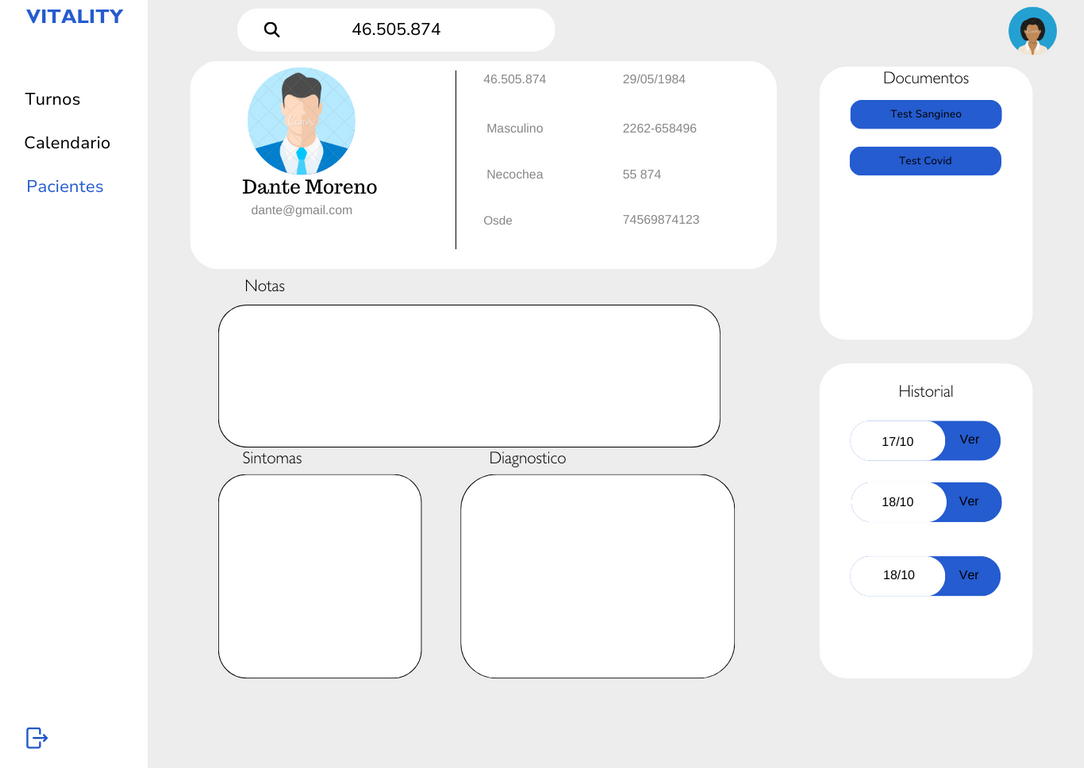 VITALITY
Turnos
Calendario
Pacientes
46.505.874
Dante Moreno
dante@gmail.com
46.505.874 29/05/1984
Masculino 2262-658496
Necochea 55 874
Osde 74569874123
Notas
Sintomas
Diagnostico
Documentos
Test Sangineo
Test Covid
Historial
17/10 Ver
18/10 Ver
18/10 Ver